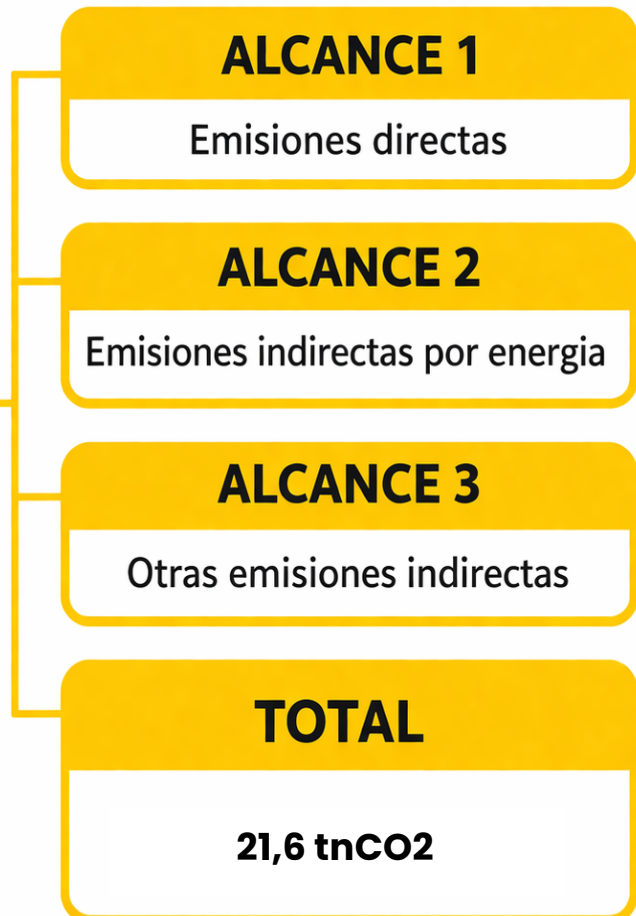 ALCANCE 1
Emisiones directas
ALCANCE 2
Emisiones indirectas por energia
ALCANCE 3
Otras emisiones indirectas
TOTAL
21,6 tnCO2